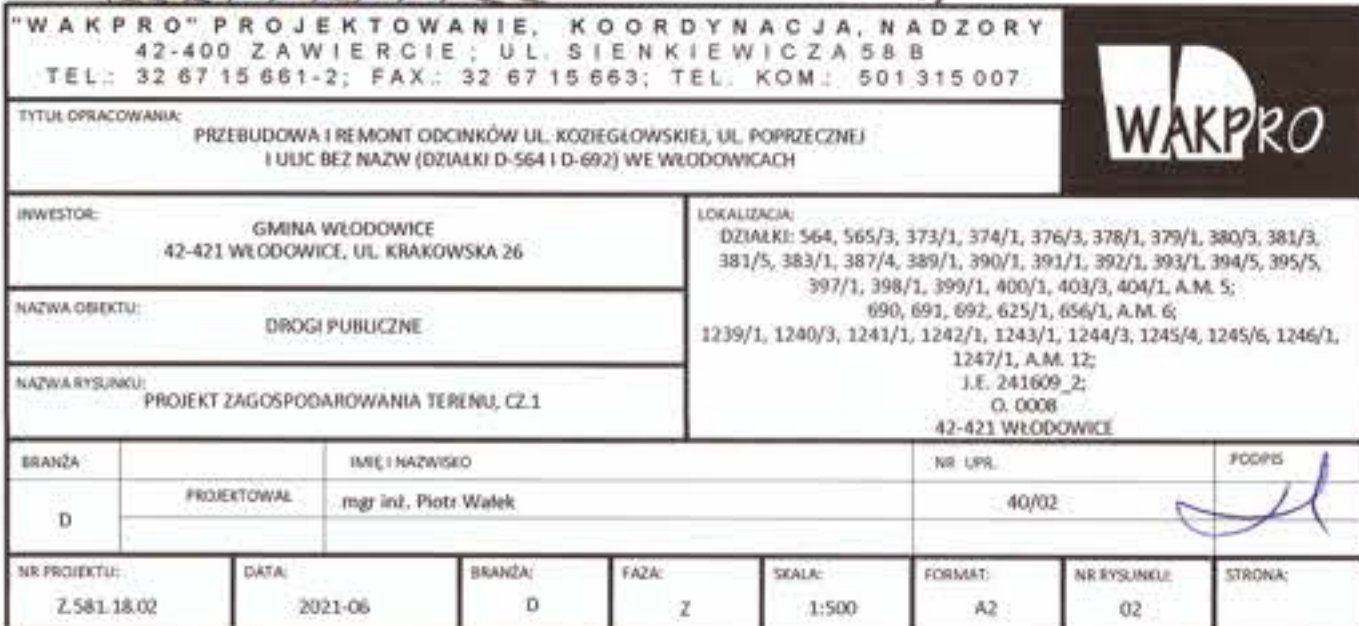 "WAKPRO" PROJEKTOWANIE, KOORDYNACJA, NADZORY
42-400 ZAWIERCIE; UL. SIENKIEWICZA 58 B
TEL.: 32 67 15 661-2; FAX.: 32 67 15 663; TEL. KOM.: 501 315 007
WAKPRO
TYTUŁ OPRACOWANIA:
PRZEBUDOWA I REMONT ODCINKÓW UL. KOZIEGŁOWSKIEJ, UL. POPRZECZNEJ
I ULIC BEZ NAZW (DZIAŁKI D-564 I D-692) WE WŁODOWICACH
INWESTOR:
GMINA WŁODOWICE
42-421 WŁODOWICE, UL. KRAKOWSKA 26
NAZWA OBIEKTU:
DROGI PUBLICZNE
NAZWA RYSUNKU:
PROJEKT ZAGOSPODAROWANIA TERENU, CZ.1
LOKALIZACJA:
DZIAŁKI: 564, 565/3, 373/1, 374/1, 376/3, 378/1, 379/1, 380/3, 381/3,
381/5, 383/1, 387/4, 389/1, 390/1, 391/1, 392/1, 393/1, 394/5, 395/5,
397/1, 398/1, 399/1, 400/1, 403/3, 404/1, A.M. 5;
690, 691, 692, 625/1, 656/1, A.M. 6;
1239/1, 1240/3, 1241/1, 1242/1, 1243/1, 1244/3, 1245/4, 1245/6, 1246/1,
1247/1, A.M. 12;
J.E. 241609_2;
O. 0008
42-421 WŁODOWICE
BRANŻA IMIĘ I NAZWISKO NR UPR. PODPIS
D PROJEKTOWAŁ mgr inż. Piotr Wałek 40/02
NR PROJEKTU: DATA: BRANŻA: FAZA: SKALA: FORMAT: NR RYSUNKU: STRONA:
Z.581.18.02 2021-06 D Z 1:500 A2 02